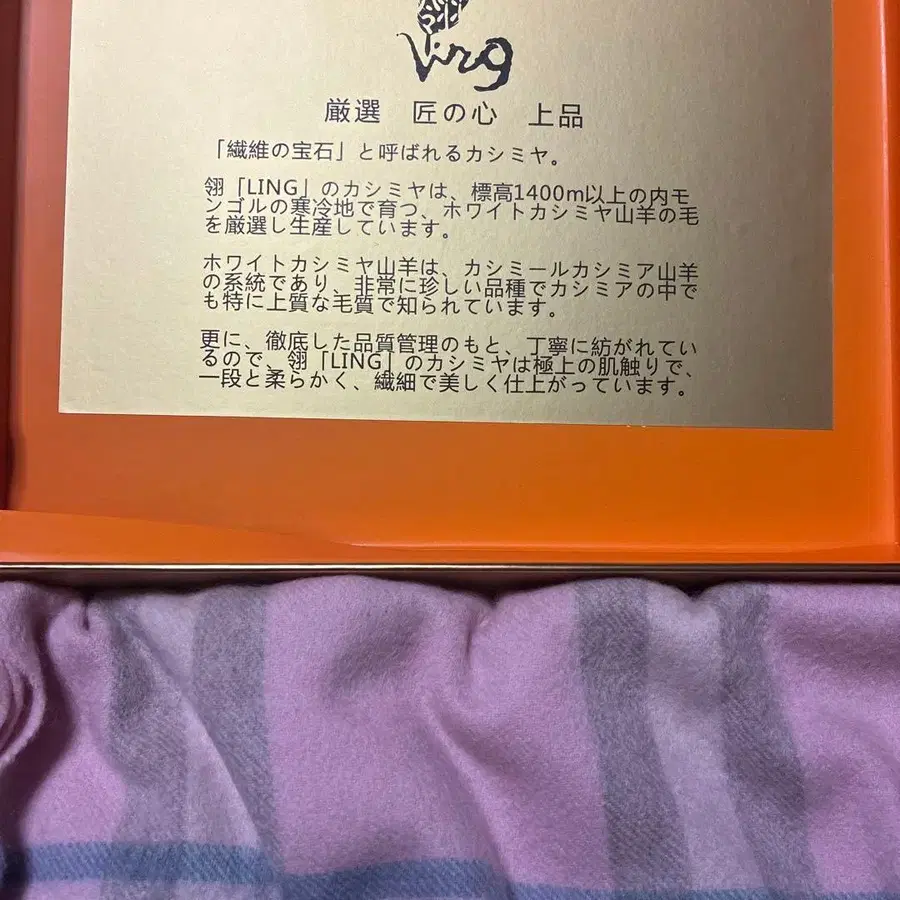 Ling
厳選 匠の心 上品
「繊維の宝石」と呼ばれるカシミヤ。
翎「LING」のカシミヤは、標高1400m以上の内モ
ンゴルの寒冷地で育つ、ホワイトカシミヤ山羊の毛
を厳選し生産しています。
ホワイトカシミヤ山羊は、カシミールカシミア山羊
の系統であり、非常に珍しい品種でカシミアの中で
も特に上質な毛質で知られています。
更に、徹底した品質管理のもと、丁寧に紡がれてい
るので、翎「LING」のカシミヤは極上の肌触りで、
一段と柔らかく、繊細で美しく仕上がっています。